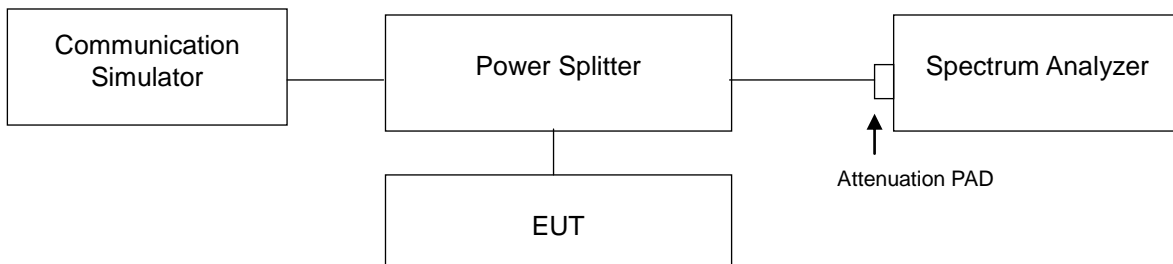 Communication
Simulator
Power Splitter
Spectrum Analyzer
Attenuation PAD
EUT